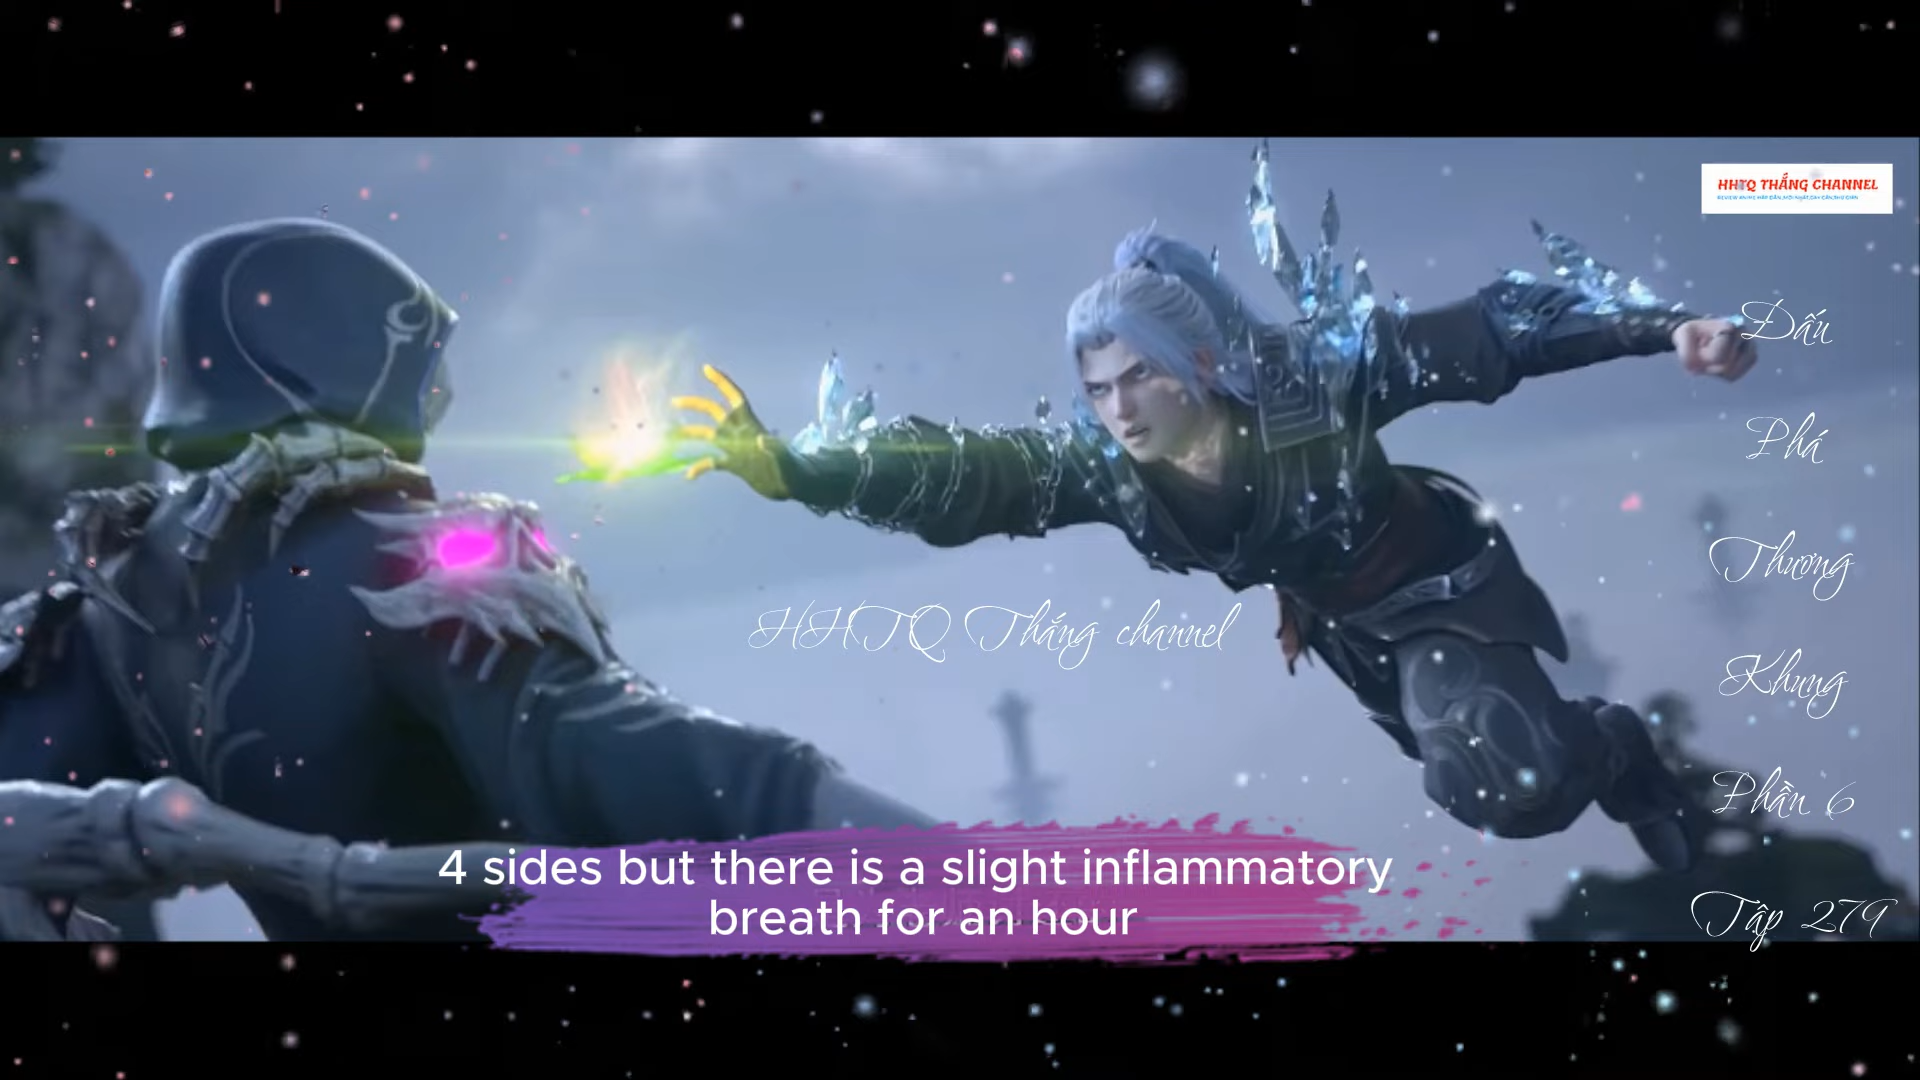 HHTQ THẮNG CHANNEL
Đấu
Phá
Thương
Khung
Phần 6
Tập 279
HHTQ Thắng channel
4 sides but there is a slight inflammatory
breath for an hour